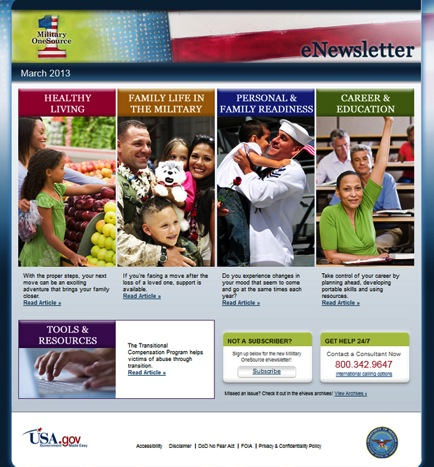 Military
OneSource
eNewsletter
March 2013
HEALTHY
LIVING
FAMILY LIFE IN
THE MILITARY
PERSONAL &
FAMILY READINESS
CAREER &
EDUCATION
With the proper steps, your next
move can be an exciting
adventure that brings your family
closer.
Read Article »
If you're facing a move after the
loss of a loved one, support is
available.
Read Article »
Do you experience changes in
your mood that seem to come
and go at the same times each
year?
Read Article »
Take control of your career by
planning ahead, developing
portable skills and using
resources.
Read Article »
TOOLS &
RESOURCES
The Transitional
Compensation Program helps
victims of abuse through
transition.
Read Article »
NOT A SUBSCRIBER?
Sign up below for the new Military
OneSource eNewsletter!
Subscribe
GET HELP 24/7
Contact a Consultant Now
800.342.9647
International calling options
Missed an issue? Check it out in the eNews archives! View Archives »
USA.gov
Government Made Easy
Accessibility | Disclaimer | DoD No Fear Act | FOIA | Privacy & Confidentiality Policy